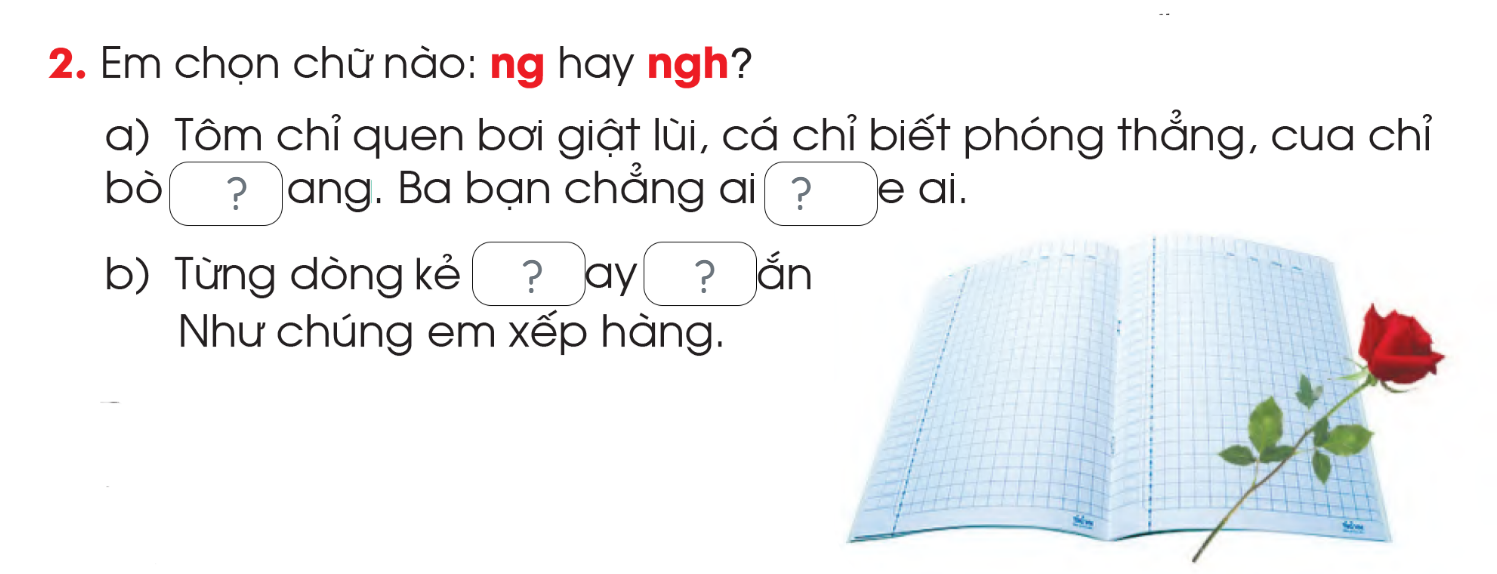 2. Em chọn chữ nào: ng hay ngh?
a) Tôm chỉ quen bơi giật lùi, cá chỉ biết phóng thẳng, cua chỉ
bò ? ang. Ba bạn chẳng ai ? e ai.
b) Từng dòng kẻ ? ay ? ắn
Như chúng em xếp hàng.